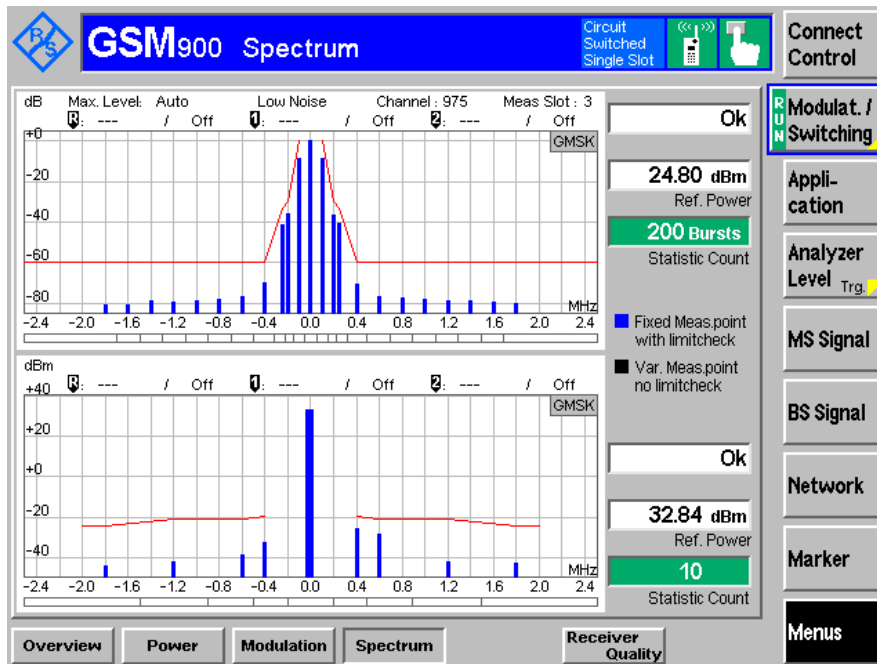 R&S
GSM900 Spectrum
Circuit
Switched
Single Slot
Connect
Control
dB Max. Level: Auto Low Noise Channel : 975 Meas Slot : 3
R: --- / Off 1: --- / Off 2: --- / Off
+0
GMSK
-20
-40
-60
-80
MHz
-2.4 -2.0 -1.6 -1.2 -0.8 -0.4 0.0 0.4 0.8 1.2 1.6 2.0 2.4
Ok
24.80 dBm
Ref. Power
200 Bursts
Statistic Count
Fixed Meas.point
with limitcheck
Var. Meas.point
no limitcheck
dBm
R: --- / Off 1: --- / Off 2: --- / Off
+40
GMSK
+20
+0
-20
-40
MHz
-2.4 -2.0 -1.6 -1.2 -0.8 -0.4 0.0 0.4 0.8 1.2 1.6 2.0 2.4
Ok
32.84 dBm
Ref. Power
10
Statistic Count
RUN
Modulat. /
Switching
Appli-
cation
Analyzer
Level Trg.
MS Signal
BS Signal
Network
Marker
Menus
Overview Power Modulation Spectrum Receiver
Quality